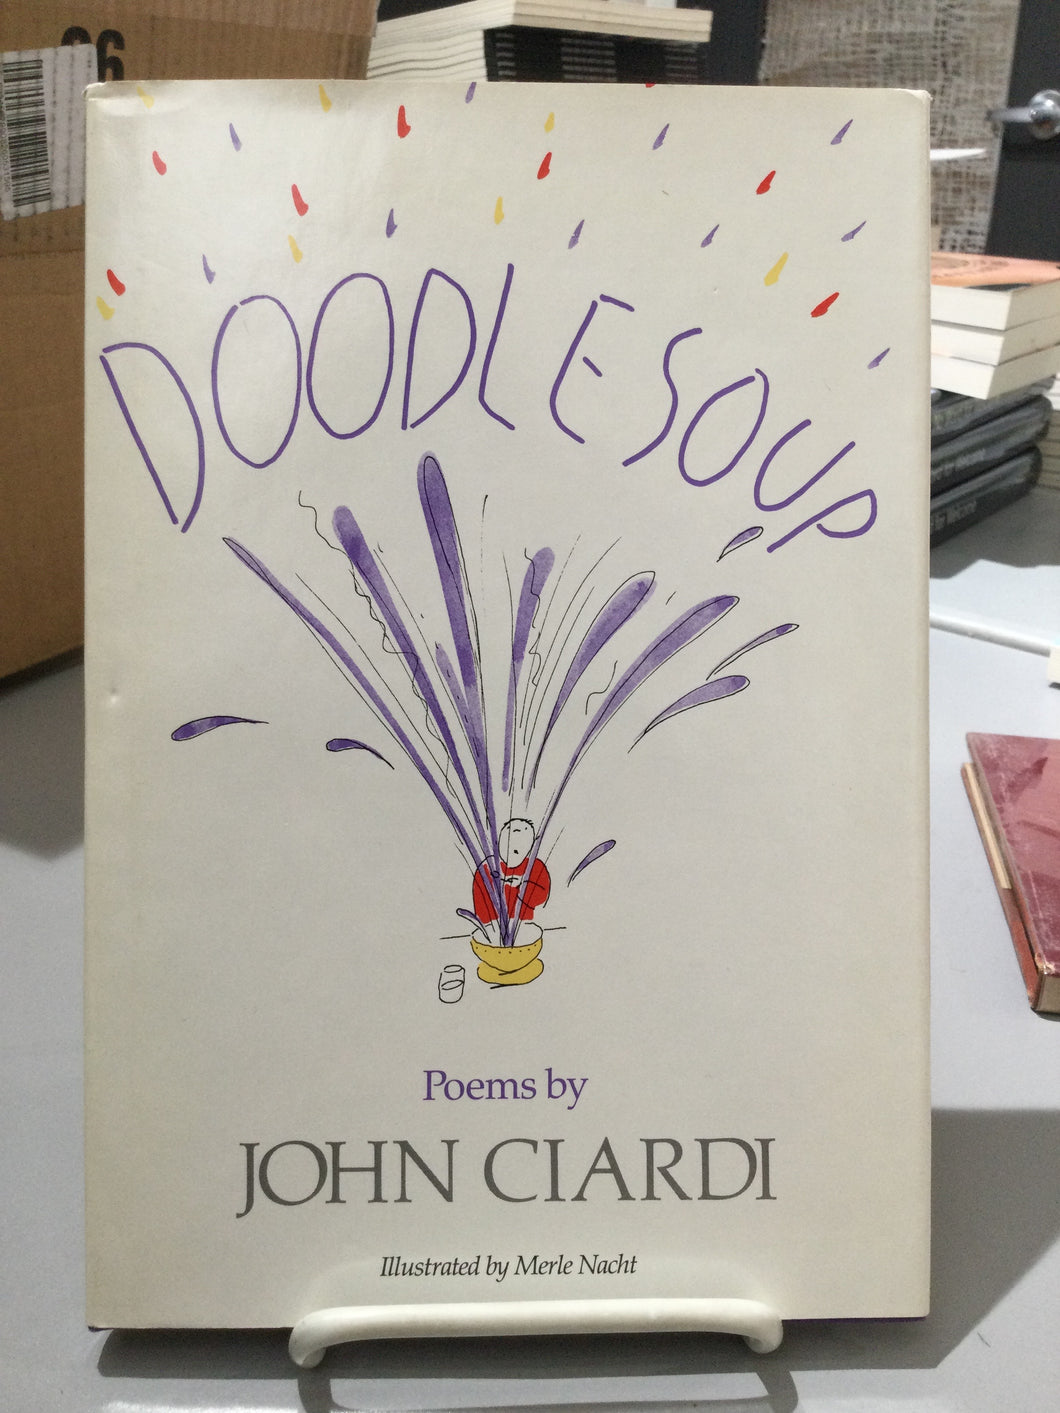 DOODLE SOUP
Poems by
JOHN CIARDI
Illustrated by Merle Nacht